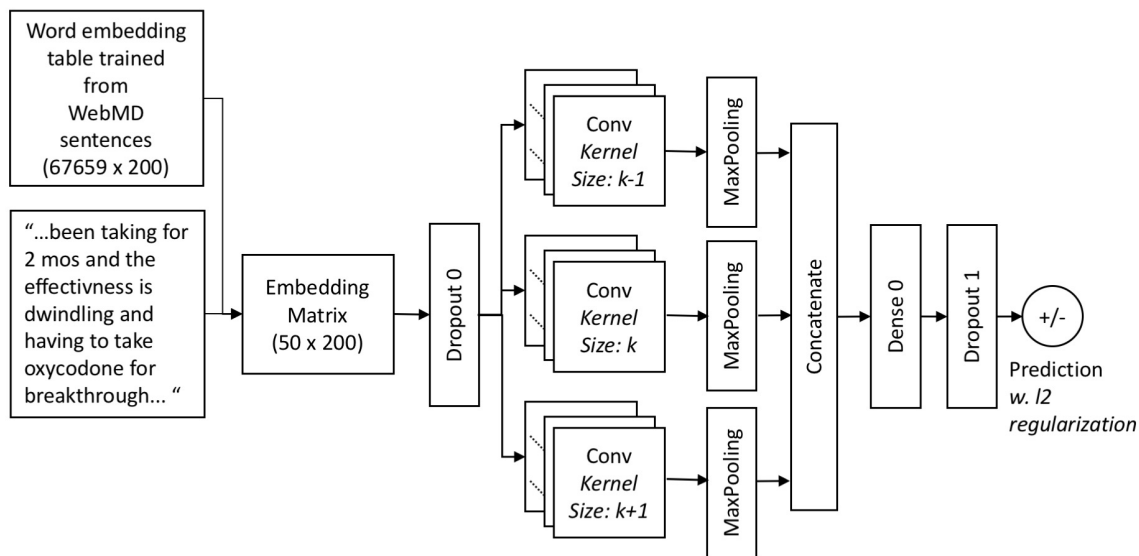 Word embedding
table trained
from
WebMD
sentences
(67659 x 200)
“...been taking for
2 mos and the
effectivness is
dwindling and
having to take
oxycodone for
breakthrough... “
Embedding
Matrix
(50 x 200)
Dropout 0
Conv
Kernel
Size: k-1
MaxPooling
Conv
Kernel
Size: k
MaxPooling
Conv
Kernel
Size: k+1
MaxPooling
Concatenate
Dense 0
Dropout 1
+/-
Prediction
w. l2
regularization